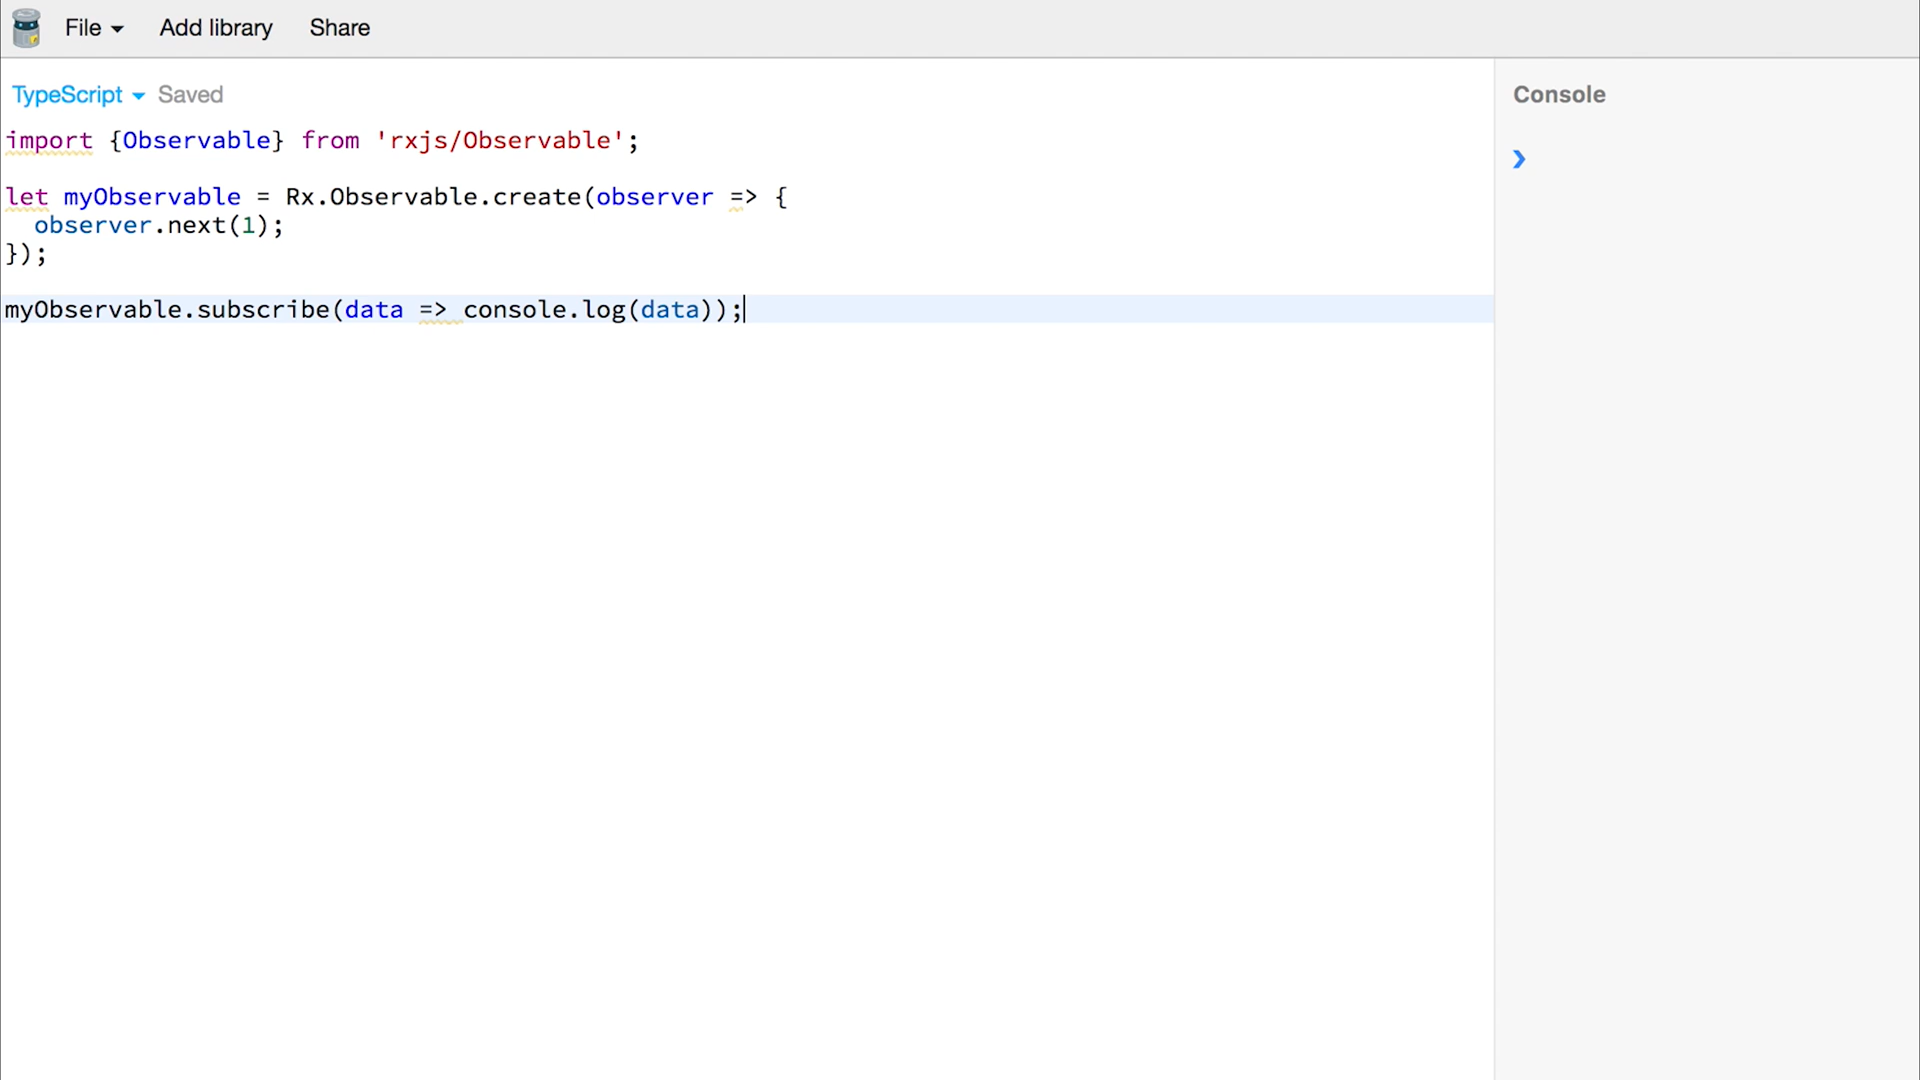 File Add library Share
TypeScript Saved
Console
import {Observable} from 'rxjs/Observable';
let myObservable = Rx.Observable.create(observer => {
  observer.next(1);
});
myObservable.subscribe(data => console.log(data));